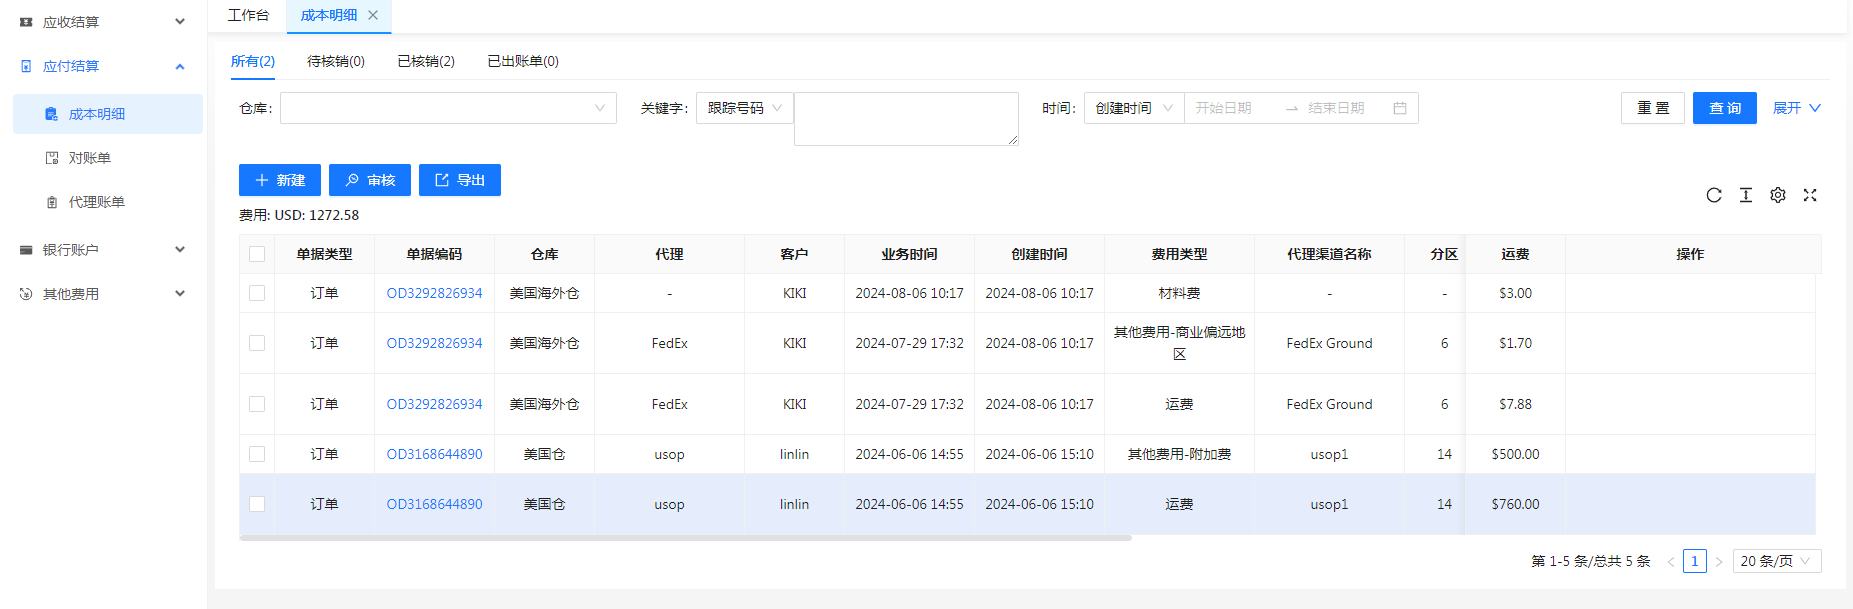 应收结算
应付结算
成本明细
对账单
代理账单
银行账户
其他费用
工作台 成本明细
所有(2) 待核销(0) 已核销(2) 已出账单(0)
仓库: 关键字: 跟踪号码 时间: 创建时间 开始日期 结束日期 重 置 查 询 展开
新建 审核 导出
费用: USD: 1272.58
单据类型 单据编码 仓库 代理 客户 业务时间 创建时间 费用类型 代理渠道名称 分区 运费 操作
订单 OD3292826934 美国海外仓 - KIKI 2024-08-06 10:17 2024-08-06 10:17 材料费 - - $3.00
订单 OD3292826934 美国海外仓 FedEx KIKI 2024-07-29 17:32 2024-08-06 10:17 其他费用-商业偏远地区 FedEx Ground 6 $1.70
订单 OD3292826934 美国海外仓 FedEx KIKI 2024-07-29 17:32 2024-08-06 10:17 运费 FedEx Ground 6 $7.88
订单 OD3168644890 美国仓 usop linlin 2024-06-06 14:55 2024-06-06 15:10 其他费用-附加费 usop1 14 $500.00
订单 OD3168644890 美国仓 usop linlin 2024-06-06 14:55 2024-06-06 15:10 运费 usop1 14 $760.00
第 1-5 条/总共 5 条 1 20 条/页